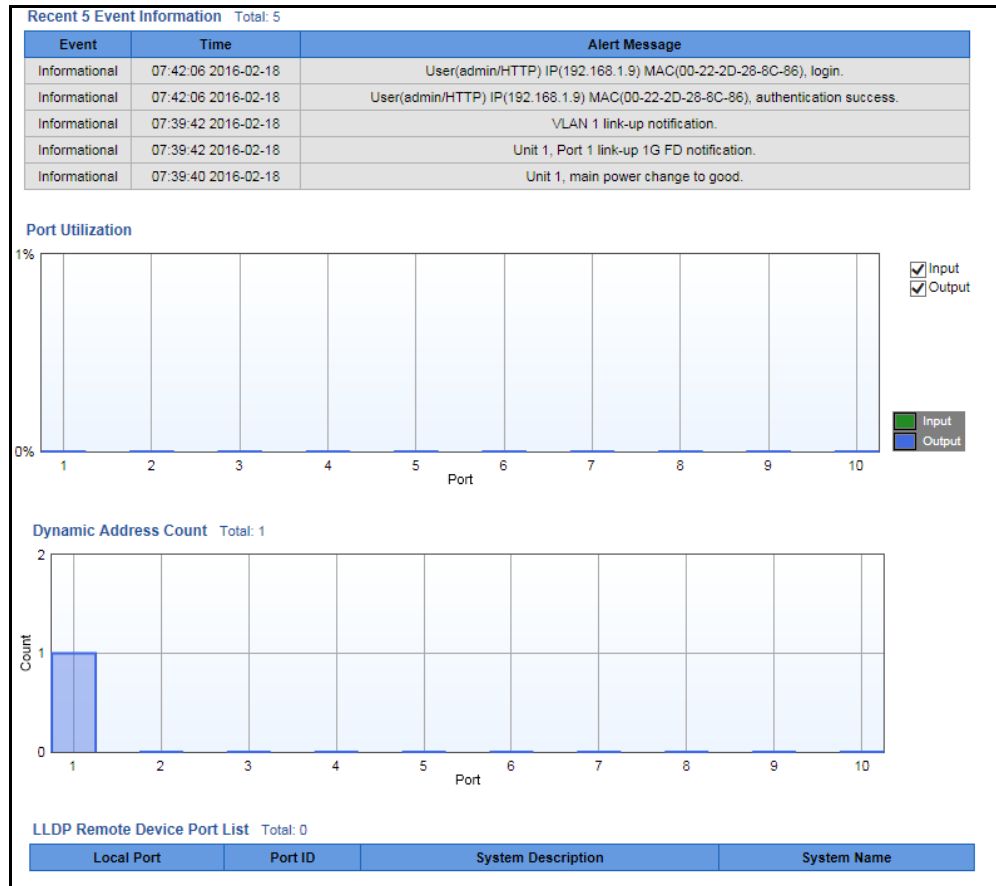 Recent 5 Event Information Total: 5
Event Time Alert Message
Informational 07:42:06 2016-02-18 User(admin/HTTP) IP(192.168.1.9) MAC(00-22-2D-28-8C-86), login.
Informational 07:42:06 2016-02-18 User(admin/HTTP) IP(192.168.1.9) MAC(00-22-2D-28-8C-86), authentication success.
Informational 07:39:42 2016-02-18 VLAN 1 link-up notification.
Informational 07:39:42 2016-02-18 Unit 1, Port 1 link-up 1G FD notification.
Informational 07:39:40 2016-02-18 Unit 1, main power change to good.
Port Utilization
1%
Input
Output
Input
Output
0%
1 2 3 4 5 6 7 8 9 10
Port
Dynamic Address Count Total: 1
2
Count
1
0
1 2 3 4 5 6 7 8 9 10
Port
LLDP Remote Device Port List Total: 0
Local Port Port ID System Description System Name